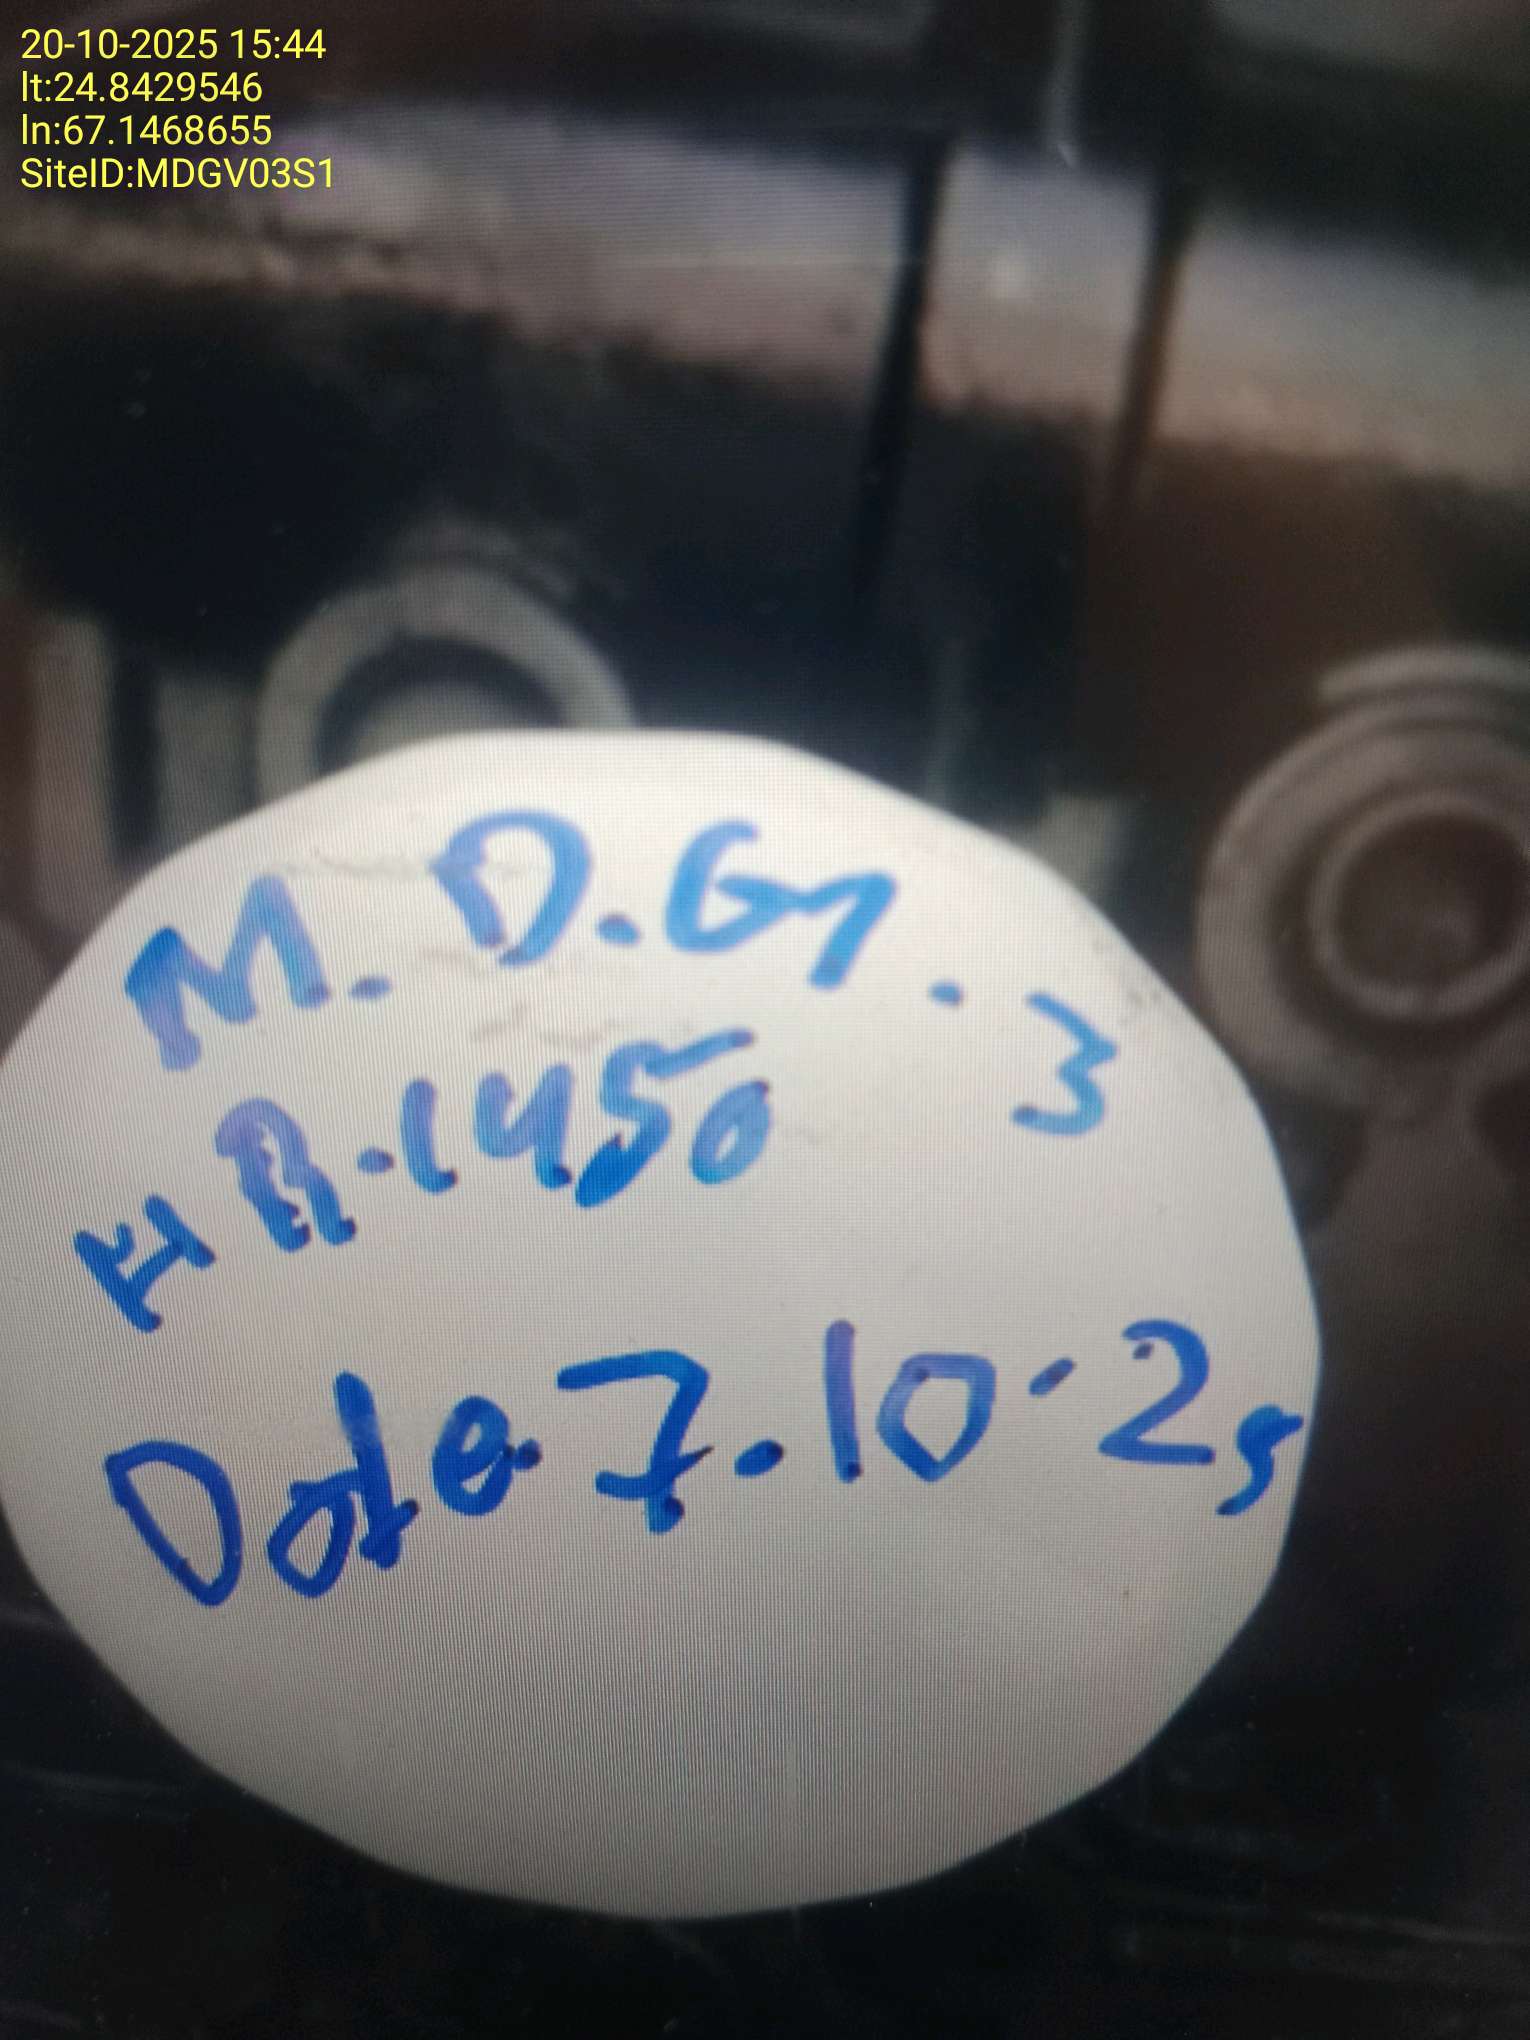 20-10-2025 15:44
lt:24.8429546
ln:67.1468655
SiteID:MDGV03S1
M.D.G.3
HR.1450
Date 7.10.25